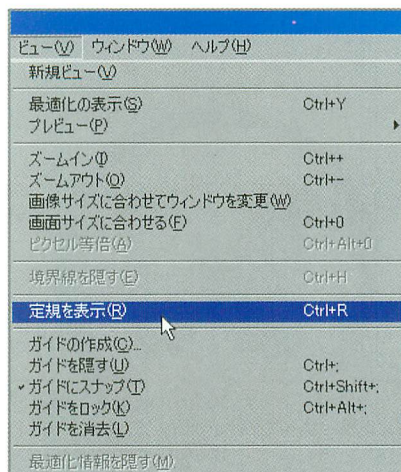 ビュー(V) ウィンドウ(W) ヘルプ(H)
新規ビュー(V)
最適化の表示(S) Ctrl+Y
プレビュー(P)
ズームイン(I) Ctrl++
ズームアウト(O) Ctrl+-
画像サイズに合わせてウィンドウを変更(W)
画面サイズに合わせる(F) Ctrl+0
ピクセル等倍(A) Ctrl+Alt+0
境界線を隠す(E) Ctrl+H
定規を表示(R) Ctrl+R
ガイドの作成(C)...
ガイドを隠す(U) Ctrl+;
✓ガイドにスナップ(T) Ctrl+Shift+;
ガイドをロック(K) Ctrl+Alt+;
ガイドを消去(L)
最適化情報を隠す(M)